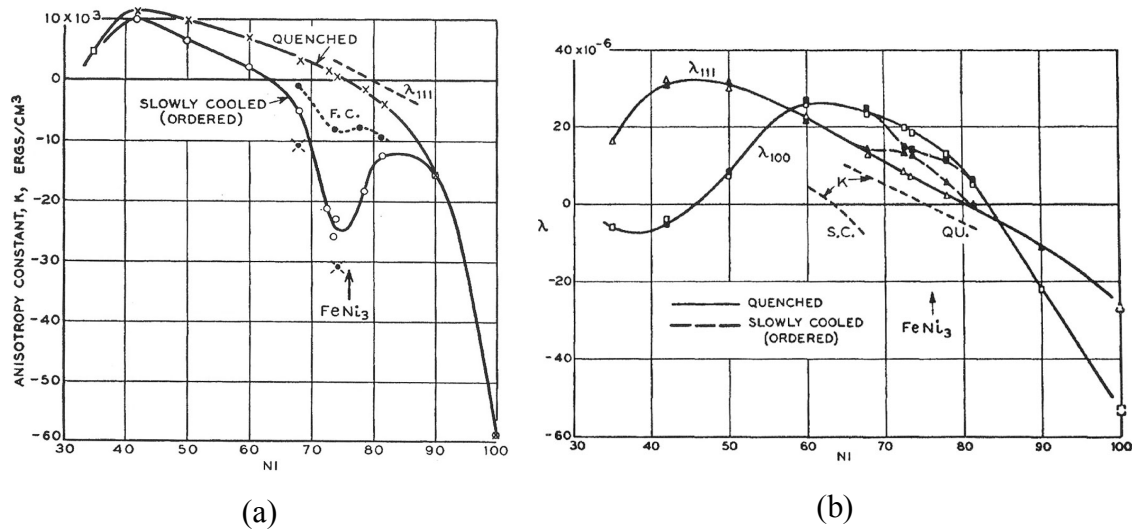 10×10³
0
-10
-20
-30
-40
-50
-60
ANISOTROPY CONSTANT, K, ERGS/CM³
QUENCHED
λ₁₁₁
SLOWLY COOLED
(ORDERED)
F.C.
FeNi₃
30 40 50 60 70 80 90 100
NI
(a)
40×10⁻⁶
20
0
λ
-20
-40
-60
λ₁₁₁
λ₁₀₀
K
S.C.
QU.
QUENCHED
SLOWLY COOLED
(ORDERED)
FeNi₃
30 40 50 60 70 80 90 100
NI
(b)